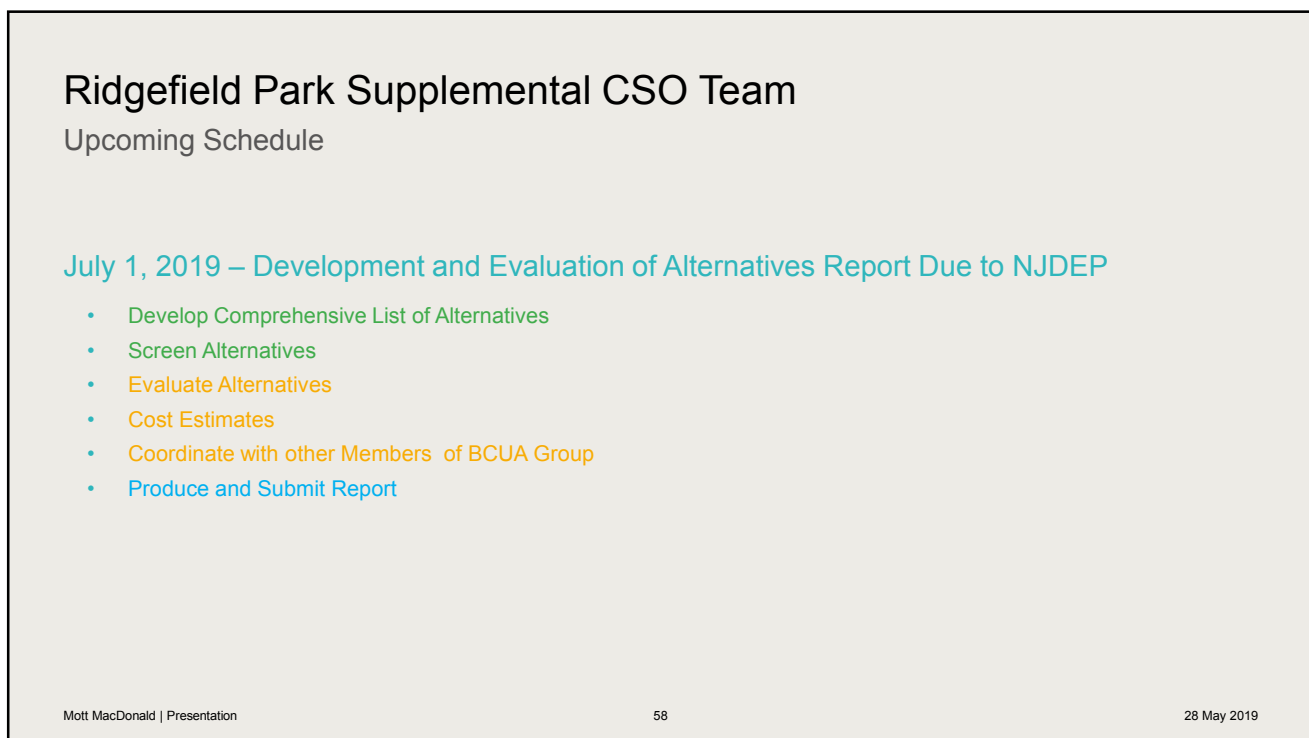 Ridgefield Park Supplemental CSO Team
Upcoming Schedule
July 1, 2019 – Development and Evaluation of Alternatives Report Due to NJDEP
• Develop Comprehensive List of Alternatives
• Screen Alternatives
• Evaluate Alternatives
• Cost Estimates
• Coordinate with other Members of BCUA Group
• Produce and Submit Report
Mott MacDonald | Presentation 58 28 May 2019